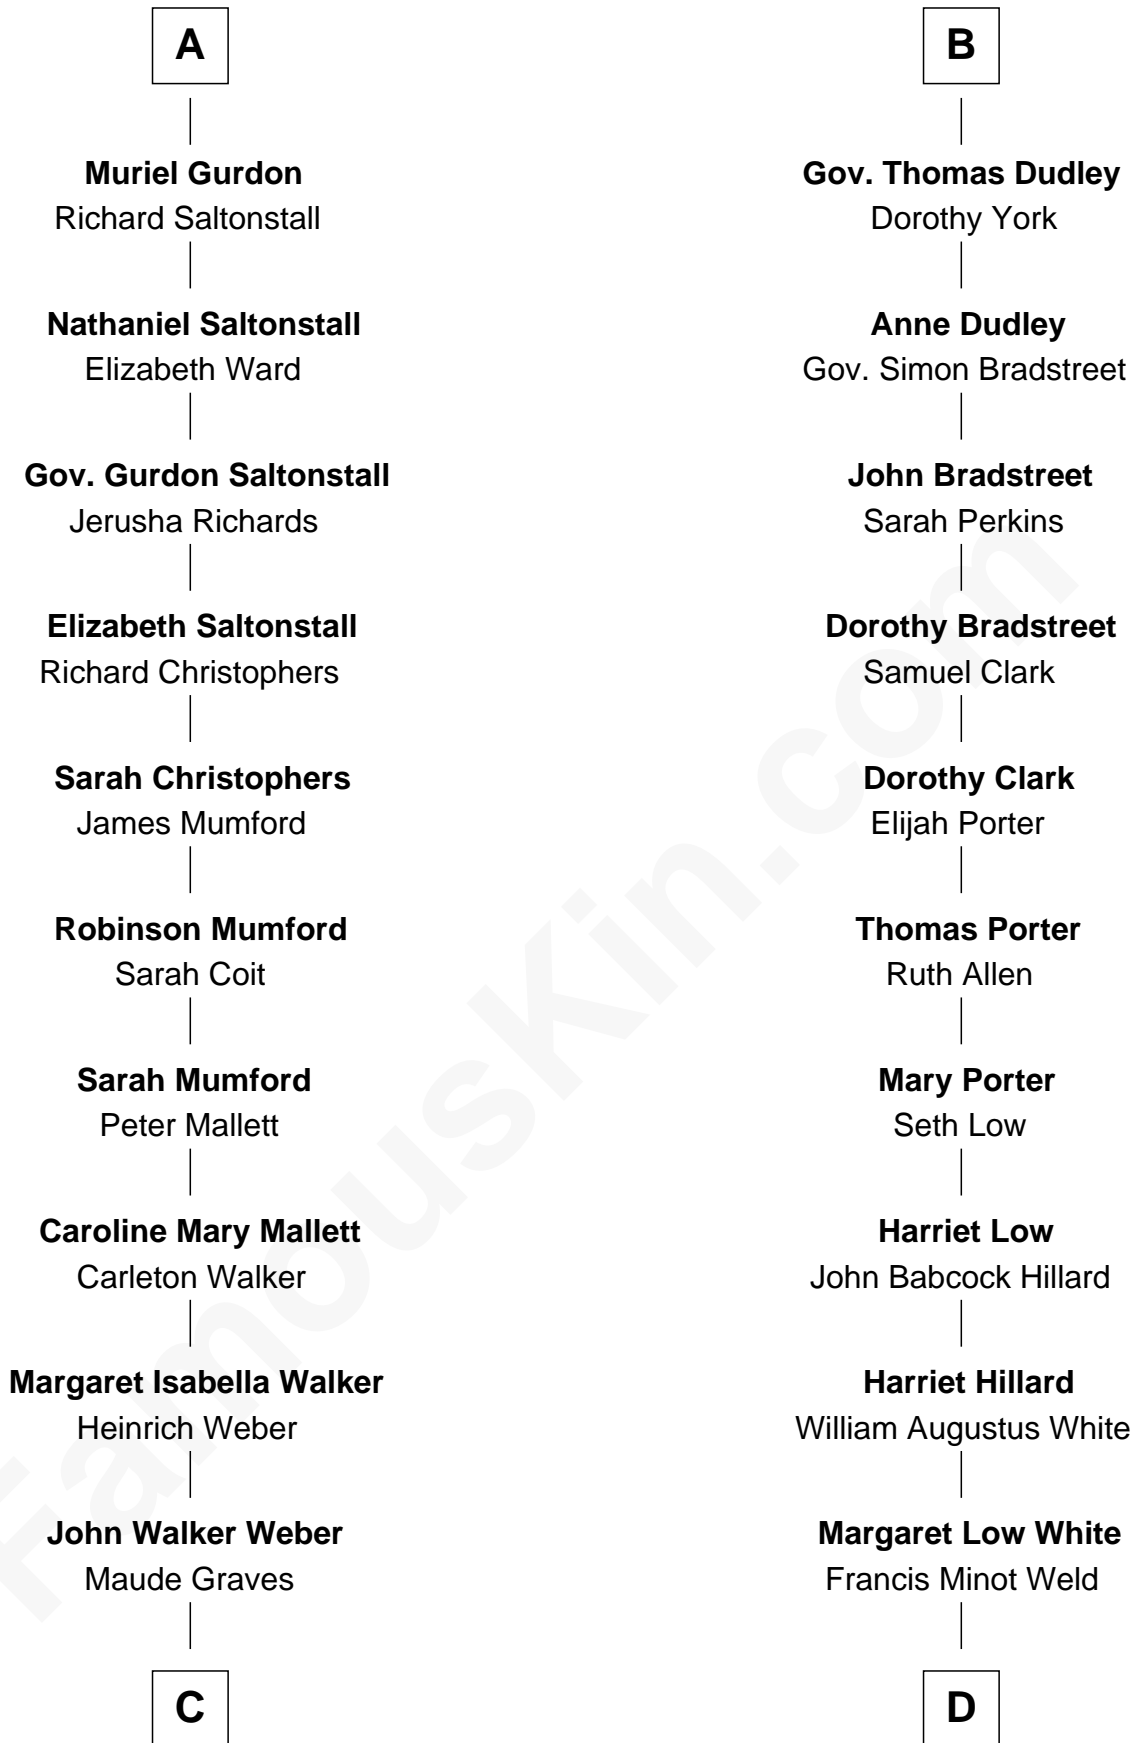 A
Muriel Gurdon
Richard Saltonstall
Nathaniel Saltonstall
Elizabeth Ward
Gov. Gurdon Saltonstall
Jerusha Richards
Elizabeth Saltonstall
Richard Christophers
Sarah Christophers
James Mumford
Robinson Mumford
Sarah Coit
Sarah Mumford
Peter Mallett
Caroline Mary Mallett
Carleton Walker
Margaret Isabella Walker
Heinrich Weber
John Walker Weber
Maude Graves
C
B
Gov. Thomas Dudley
Dorothy York
Anne Dudley
Gov. Simon Bradstreet
John Bradstreet
Sarah Perkins
Dorothy Bradstreet
Samuel Clark
Dorothy Clark
Elijah Porter
Thomas Porter
Ruth Allen
Mary Porter
Seth Low
Harriet Low
John Babcock Hillard
Harriet Hillard
William Augustus White
Margaret Low White
Francis Minot Weld
D
FamousKin.com